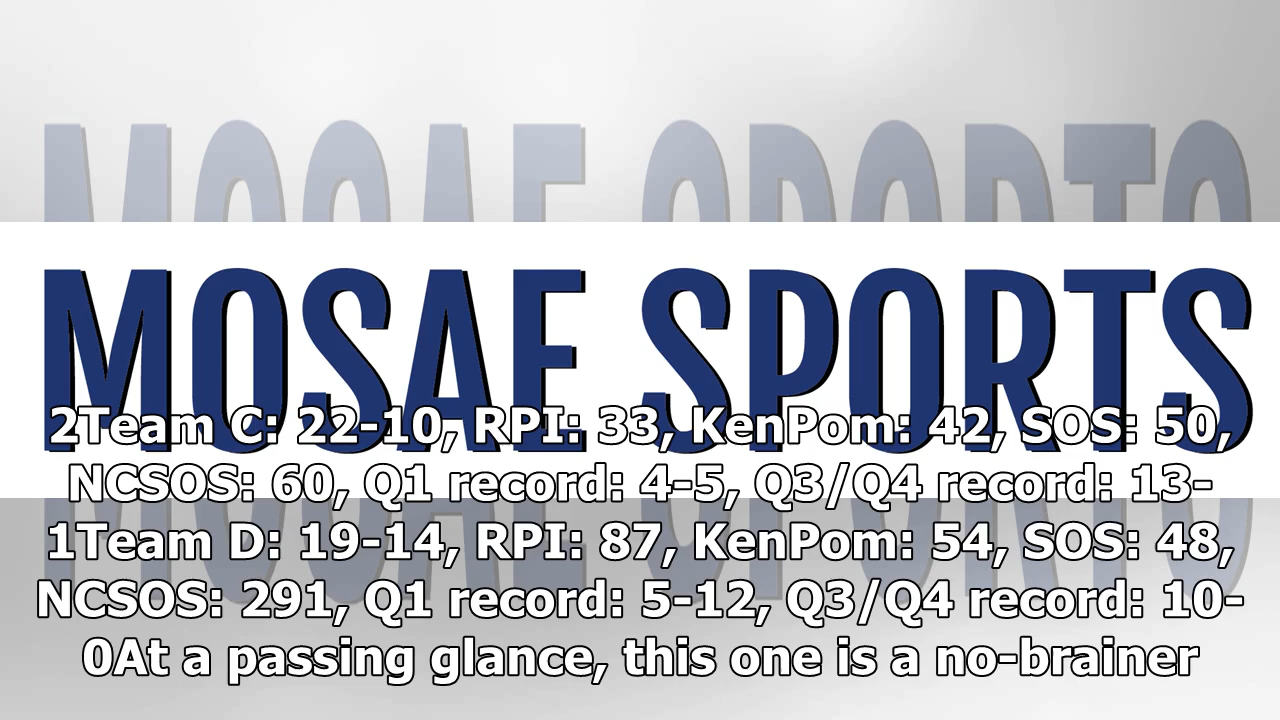 MOSAE SPORTS
MOSAE SPORTS
2Team C: 22-10, RPI: 33, KenPom: 42, SOS: 50,
NCSOS: 60, Q1 record: 4-5, Q3/Q4 record: 13-
1Team D: 19-14, RPI: 87, KenPom: 54, SOS: 48,
NCSOS: 291, Q1 record: 5-12, Q3/Q4 record: 10-
0At a passing glance, this one is a no-brainer